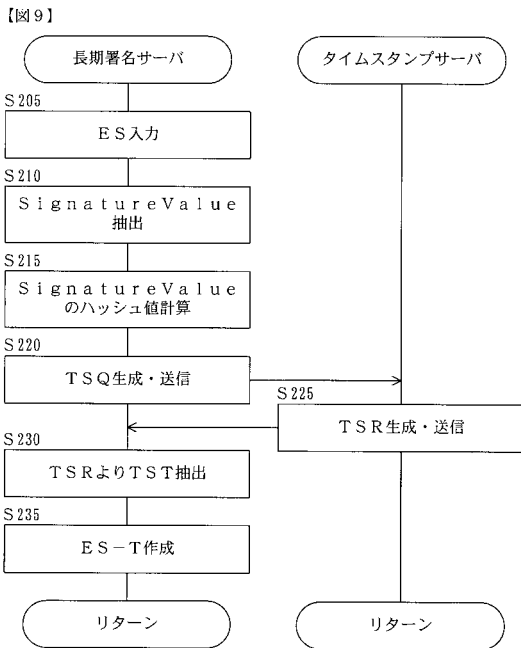 【図９】
長期署名サーバ
タイムスタンプサーバ
Ｓ205
ＥＳ入力
Ｓ210
ＳｉｇｎａｔｕｒｅＶａｌｕｅ
抽出
Ｓ215
ＳｉｇｎａｔｕｒｅＶａｌｕｅ
のハッシュ値計算
Ｓ220
ＴＳＱ生成・送信
Ｓ225
ＴＳＲ生成・送信
Ｓ230
ＴＳＲよりＴＳＴ抽出
Ｓ235
ＥＳ－Ｔ作成
リターン
リターン